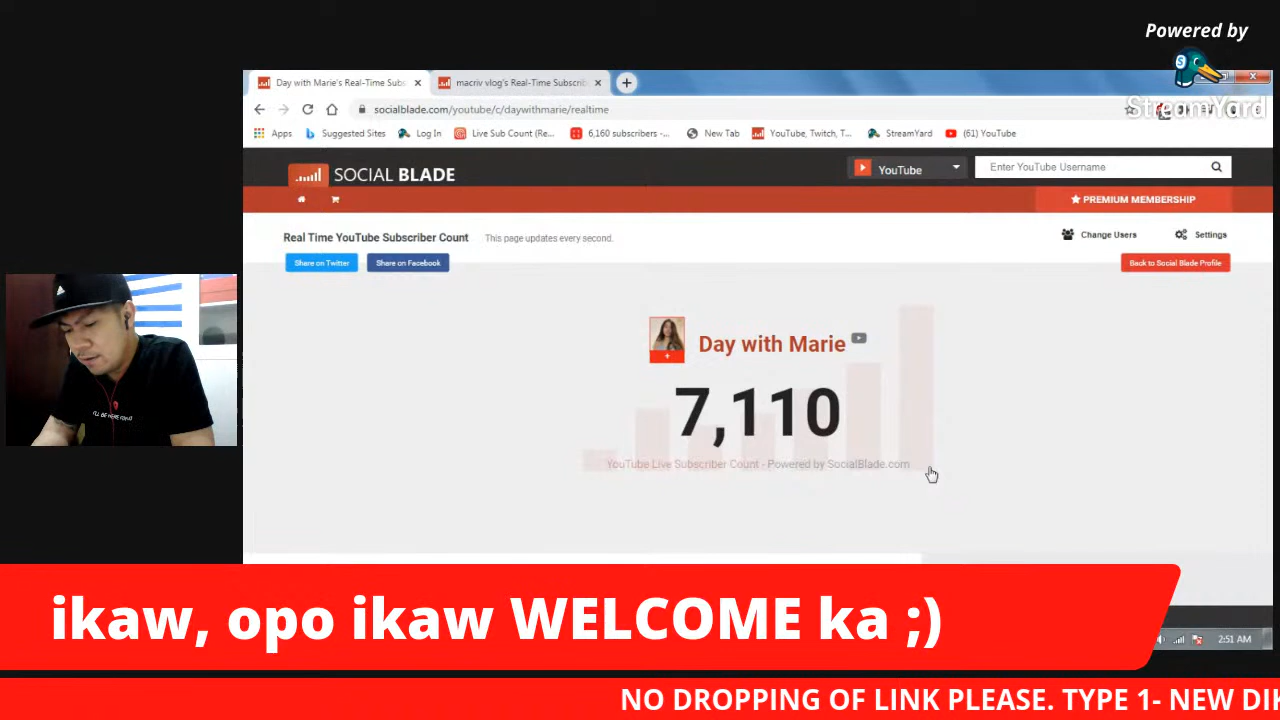 Powered by
StreamYard
Day with Marie's Real-Time Subs
macriv vlog's Real-Time Subscrib
socialblade.com/youtube/c/daywithmarie/realtime
Apps
Suggested Sites
Log In
Live Sub Count (Re...
6,160 subscribers -...
New Tab
YouTube, Twitch, T...
StreamYard
(61) YouTube
SOCIAL BLADE
YouTube
Enter YouTube Username
PREMIUM MEMBERSHIP
Real Time YouTube Subscriber Count
This page updates every second.
Change Users
Settings
Share on Twitter
Share on Facebook
Back to Social Blade Profile
Day with Marie
7,110
YouTube Live Subscriber Count - Powered by SocialBlade.com
ikaw, opo ikaw WELCOME ka ;)
2:51 AM
NO DROPPING OF LINK PLEASE. TYPE 1- NEW DIK